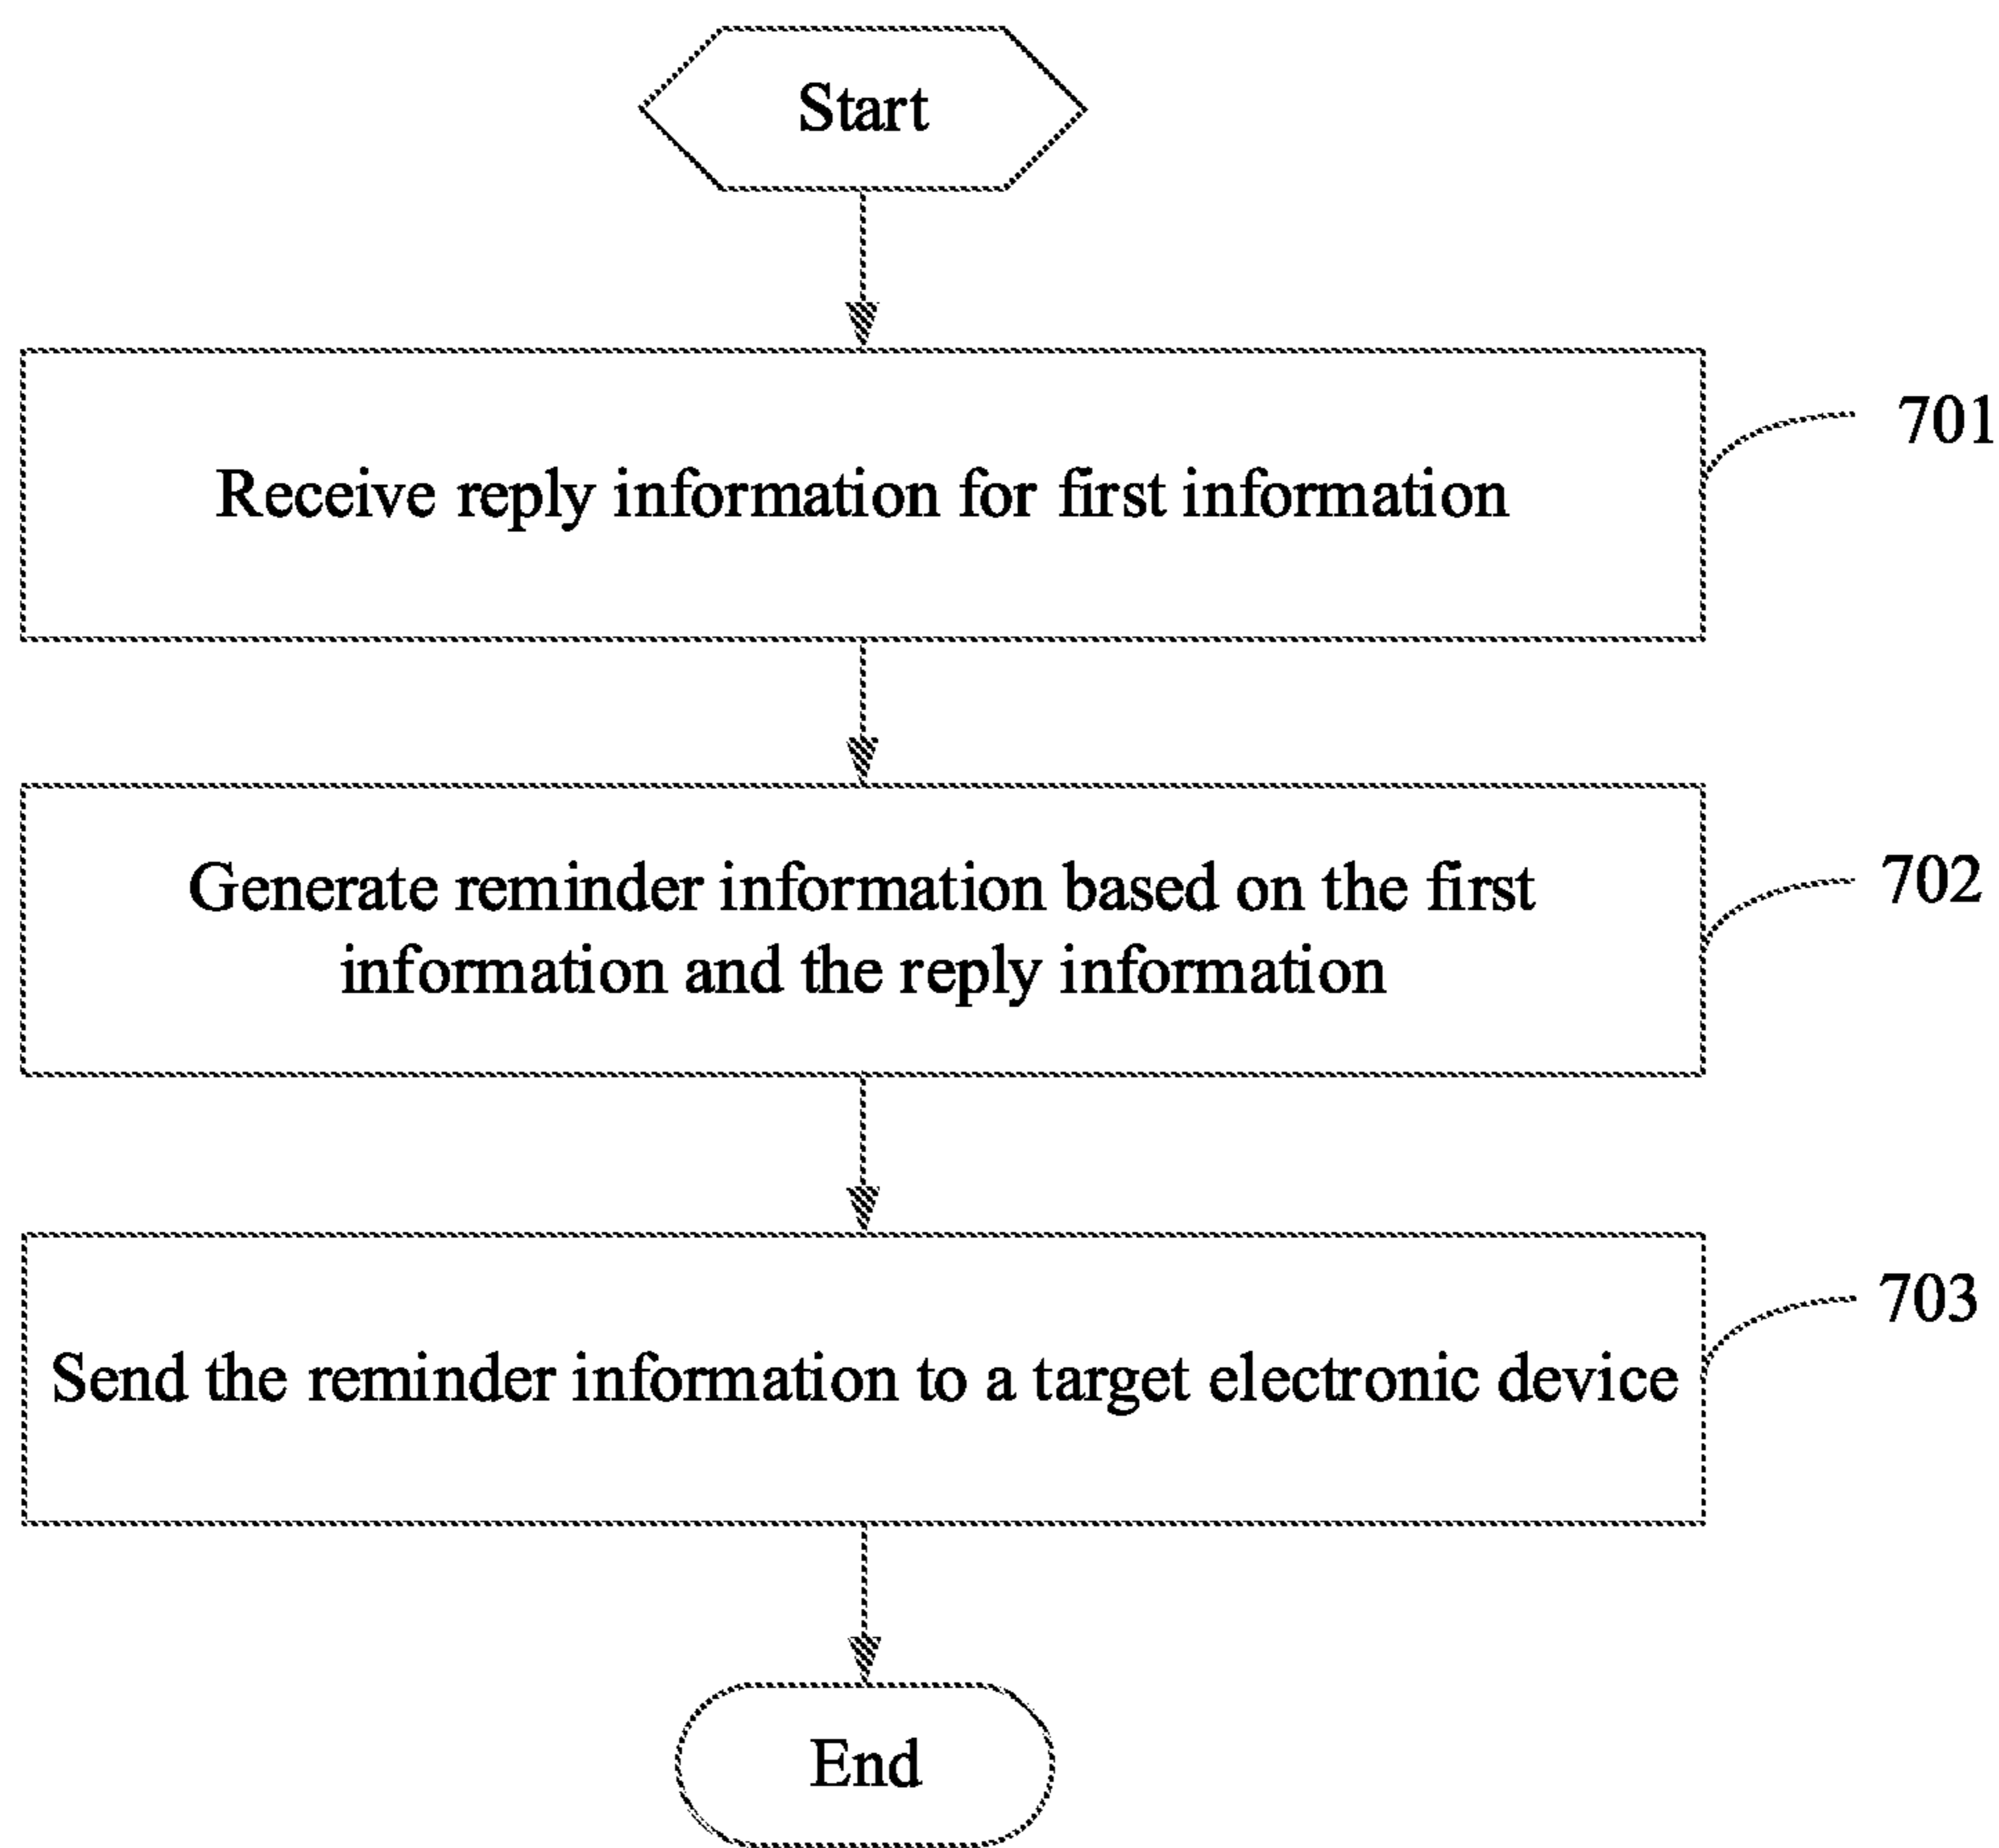 Start
Receive reply information for first information
701
Generate reminder information based on the first
information and the reply information
702
Send the reminder information to a target electronic device
703
End